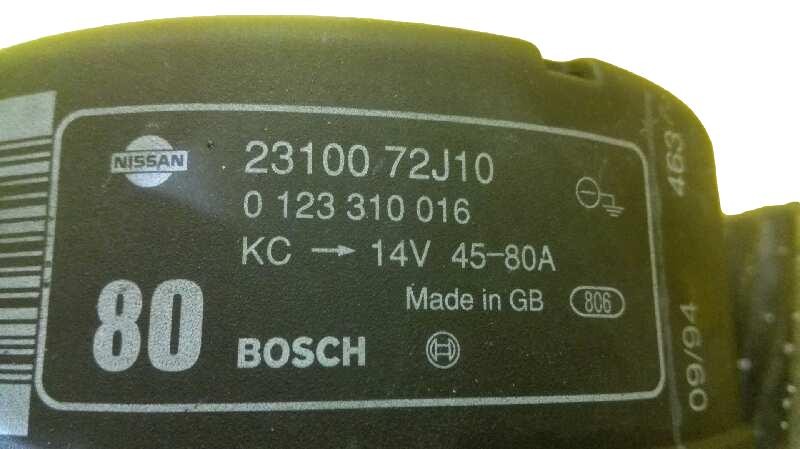 NISSAN
23100 72J10
0 123 310 016
KC → 14V 45-80A
Made in GB 806
80 BOSCH
09/94 463